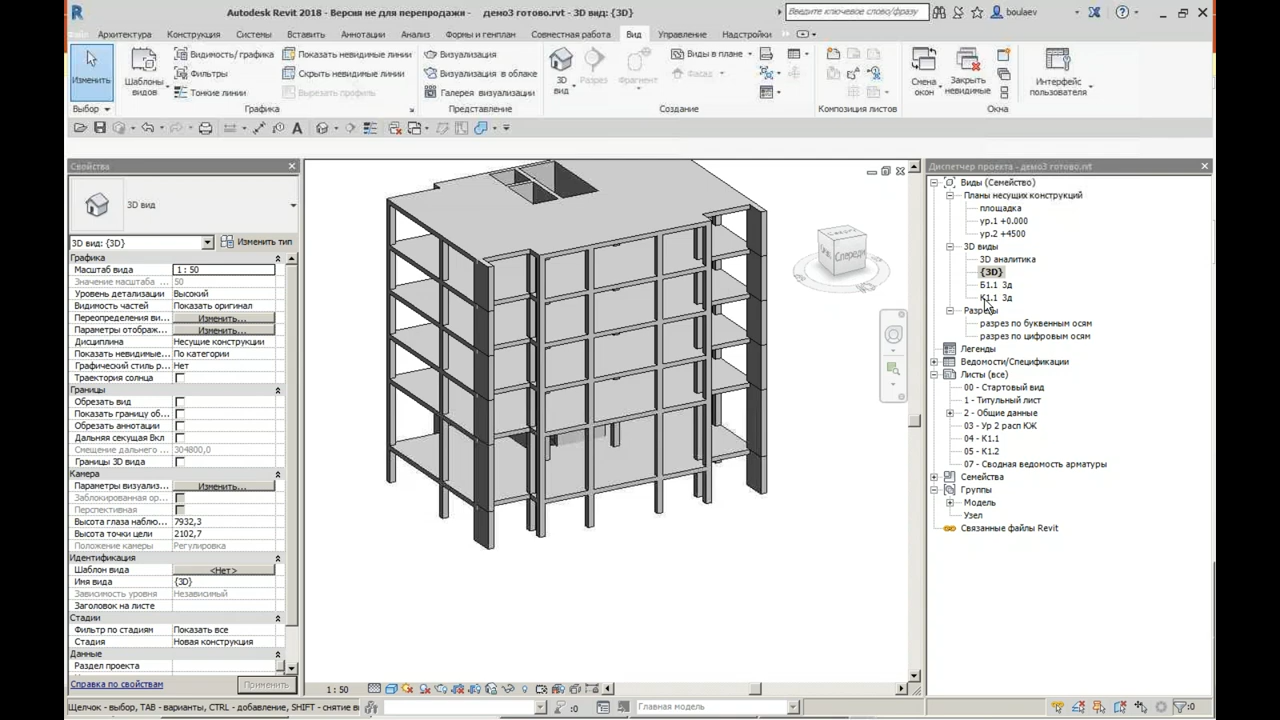 Autodesk Revit 2018 - Версия не для перепродажи -     демо3 готово.rvt - 3D вид: {3D}
Введите ключевое слово/фразу
boulaev
Архитектура Конструкция Системы Вставить Аннотации Анализ Формы и генплан Совместная работа Вид Управление Надстройки
Изменить
Шаблоны видов
Видимость/графика
Фильтры
Тонкие линии
Показать невидимые линии
Скрыть невидимые линии
Вырезать профиль
Визуализация
Визуализация в облаке
Галерея визуализации
3D вид
Разрез
Фрагмент
Виды в плане
Фасад
Смена окон
Закрыть невидимые
Интерфейс пользователя
Выбор
Графика
Представление
Создание
Композиция листов
Окна
Свойства
3D вид
3D вид: {3D}
Изменить тип
Графика
Масштаб вида 1 : 50
Значение масштаба 50
Уровень детализации Высокий
Видимость частей Показать оригинал
Переопределения ви... Изменить...
Параметры отображ... Изменить...
Дисциплина Несущие конструкции
Показать невидимые... По категории
Графический стиль р... Нет
Траектория солнца
Границы
Обрезать вид
Показать границу об...
Обрезать аннотации
Дальняя секущая Вкл
Смещение дальнего ... 304800,0
Границы 3D вида
Камера
Параметры визуализ... Изменить...
Заблокированная ор...
Перспективная
Высота глаза наблю... 7932,3
Высота точки цели 2102,7
Положение камеры Регулировка
Идентификация
Шаблон вида <Нет>
Имя вида {3D}
Зависимость уровня Независимый
Заголовок на листе
Стадии
Фильтр по стадиям Показать все
Стадия Новая конструкция
Данные
Раздел проекта
Справка по свойствам
Применить
Спереди
1 : 50
Диспетчер проекта - демо3 готово.rvt
Виды (Семейство)
Планы несущих конструкций
площадка
ур.1 +0.000
ур.2 +4500
3D виды
3D аналитика
{3D}
Б1.1 3д
К1.1 3д
Разрезы
разрез по буквенным осям
разрез по цифровым осям
Легенды
Ведомости/Спецификации
Листы (все)
00 - Стартовый вид
1 - Титульный лист
2 - Общие данные
03 - Ур 2 расп КЖ
04 - К1.1
05 - К1.2
07 - Сводная ведомость арматуры
Семейства
Группы
Модель
Узел
Связанные файлы Revit
Щелчок - выбор, TAB - варианты, CTRL - добавление, SHIFT - снятие в
:0
Главная модель
:0